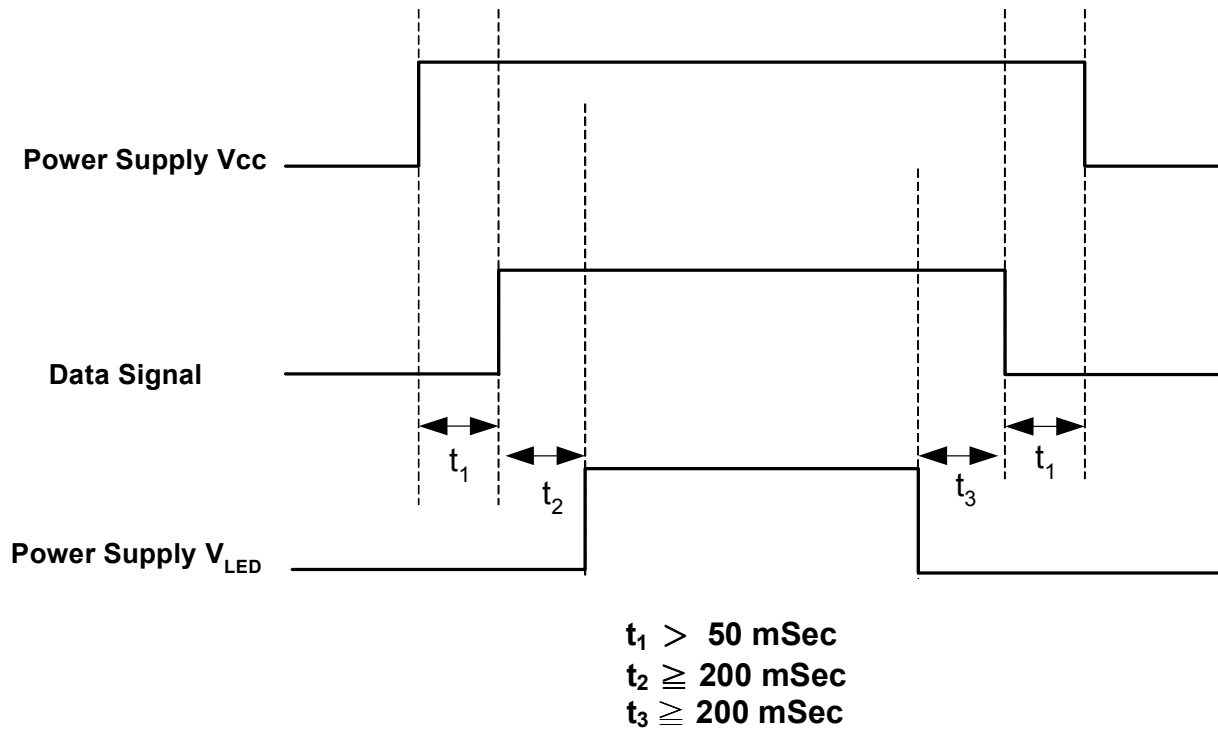 Power Supply Vcc
Data Signal
t₁
t₂
t₃
t₁
Power Supply V_LED
t₁ > 50 mSec
t₂ ≧ 200 mSec
t₃ ≧ 200 mSec